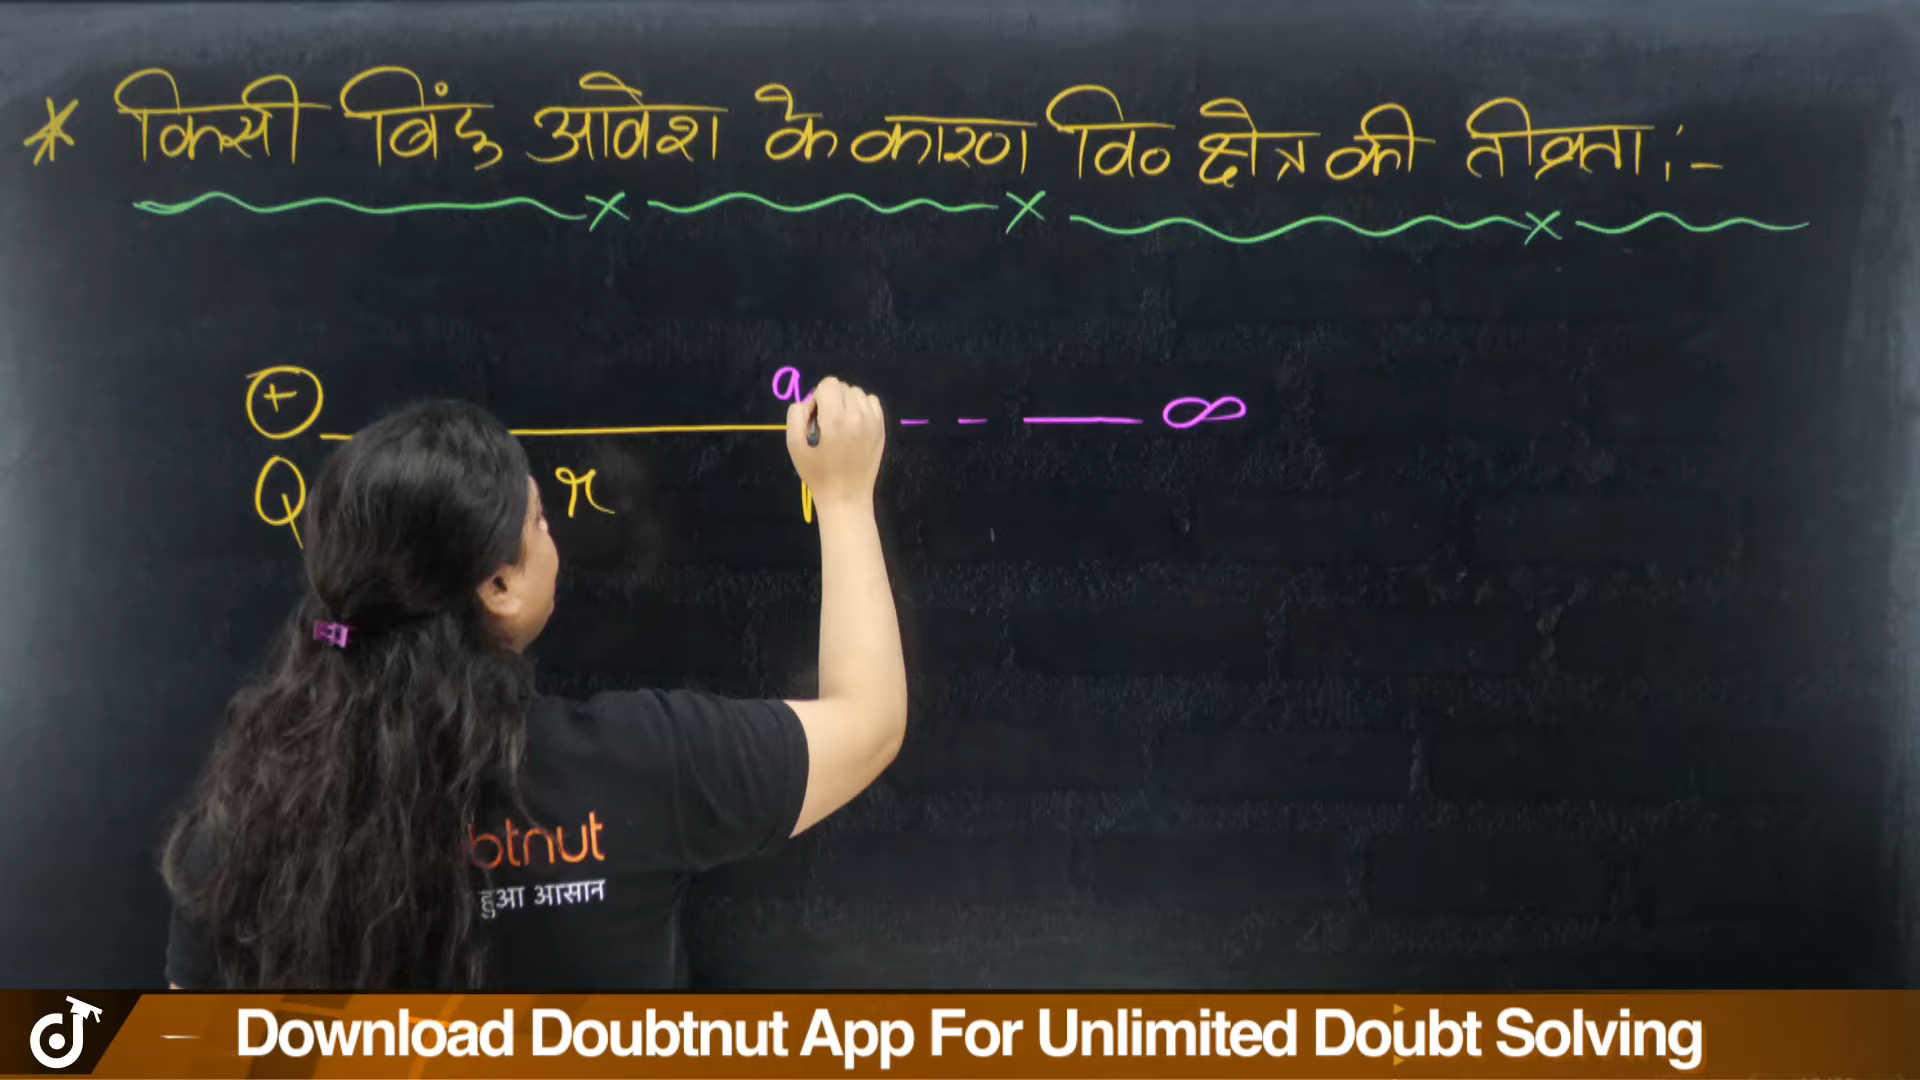 * किसी बिंदु आवेश के कारण वि० क्षेत्र की तीव्रता :-
+
q
∞
Q
r
btnut
हुआ आसान
Download Doubtnut App For Unlimited Doubt Solving